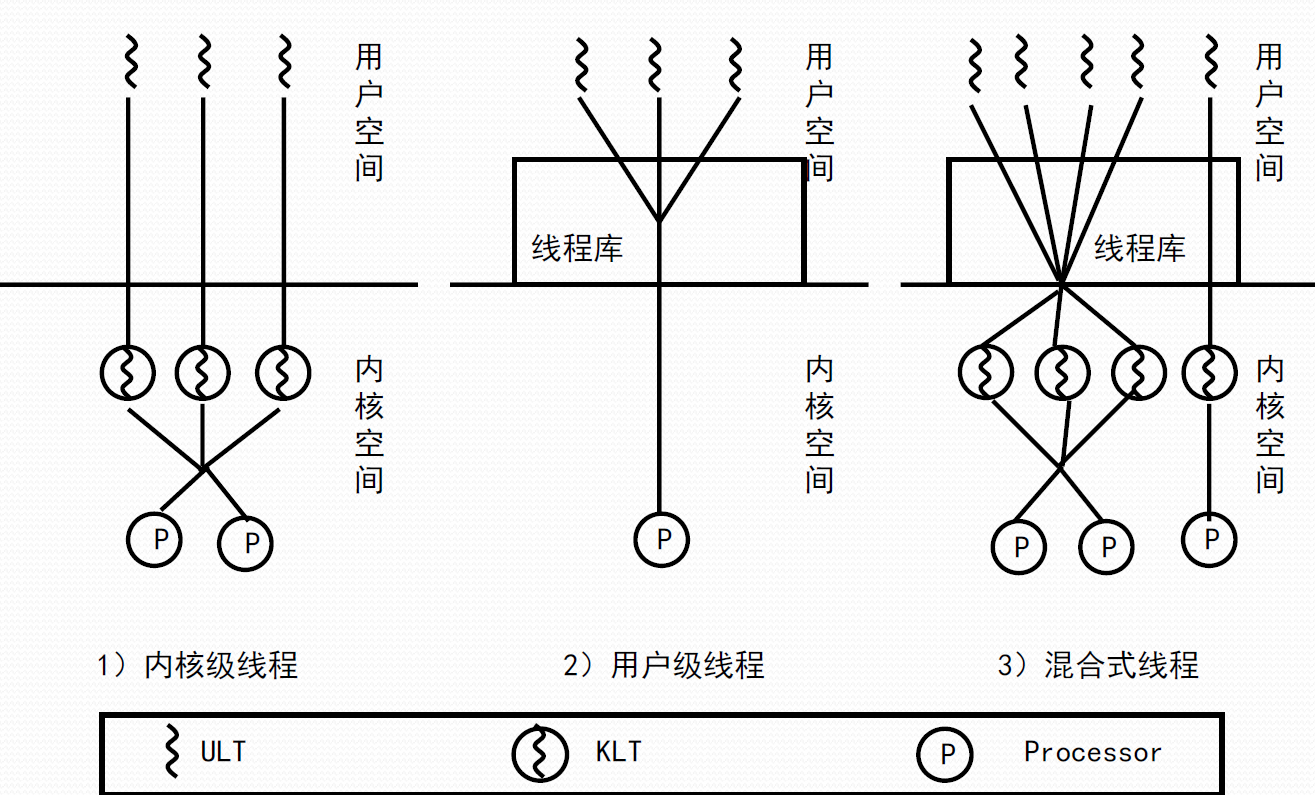 用户空间
用户空间
用户空间
线程库
线程库
内核空间
内核空间
内核空间
P
P
P
P
P
P
1）内核级线程
2）用户级线程
3）混合式线程
ULT
KLT
P
Processor